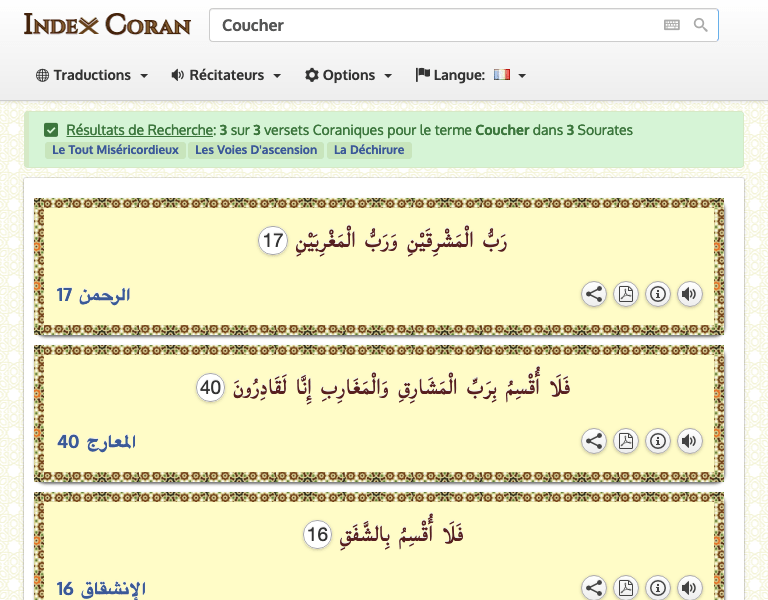 Index Coran
Coucher
Traductions Récitateurs Options Langue:
Résultats de Recherche: 3 sur 3 versets Coraniques pour le terme Coucher dans 3 Sourates
Le Tout Miséricordieux Les Voies D'ascension La Déchirure
رَبُّ الْمَشْرِقَيْنِ وَرَبُّ الْمَغْرِبَيْنِ 17
الرحمن 17
فَلَا أُقْسِمُ بِرَبِّ الْمَشَارِقِ وَالْمَغَارِبِ إِنَّا لَقَادِرُونَ 40
المعارج 40
فَلَا أُقْسِمُ بِالشَّفَقِ 16
الإنشقاق 16